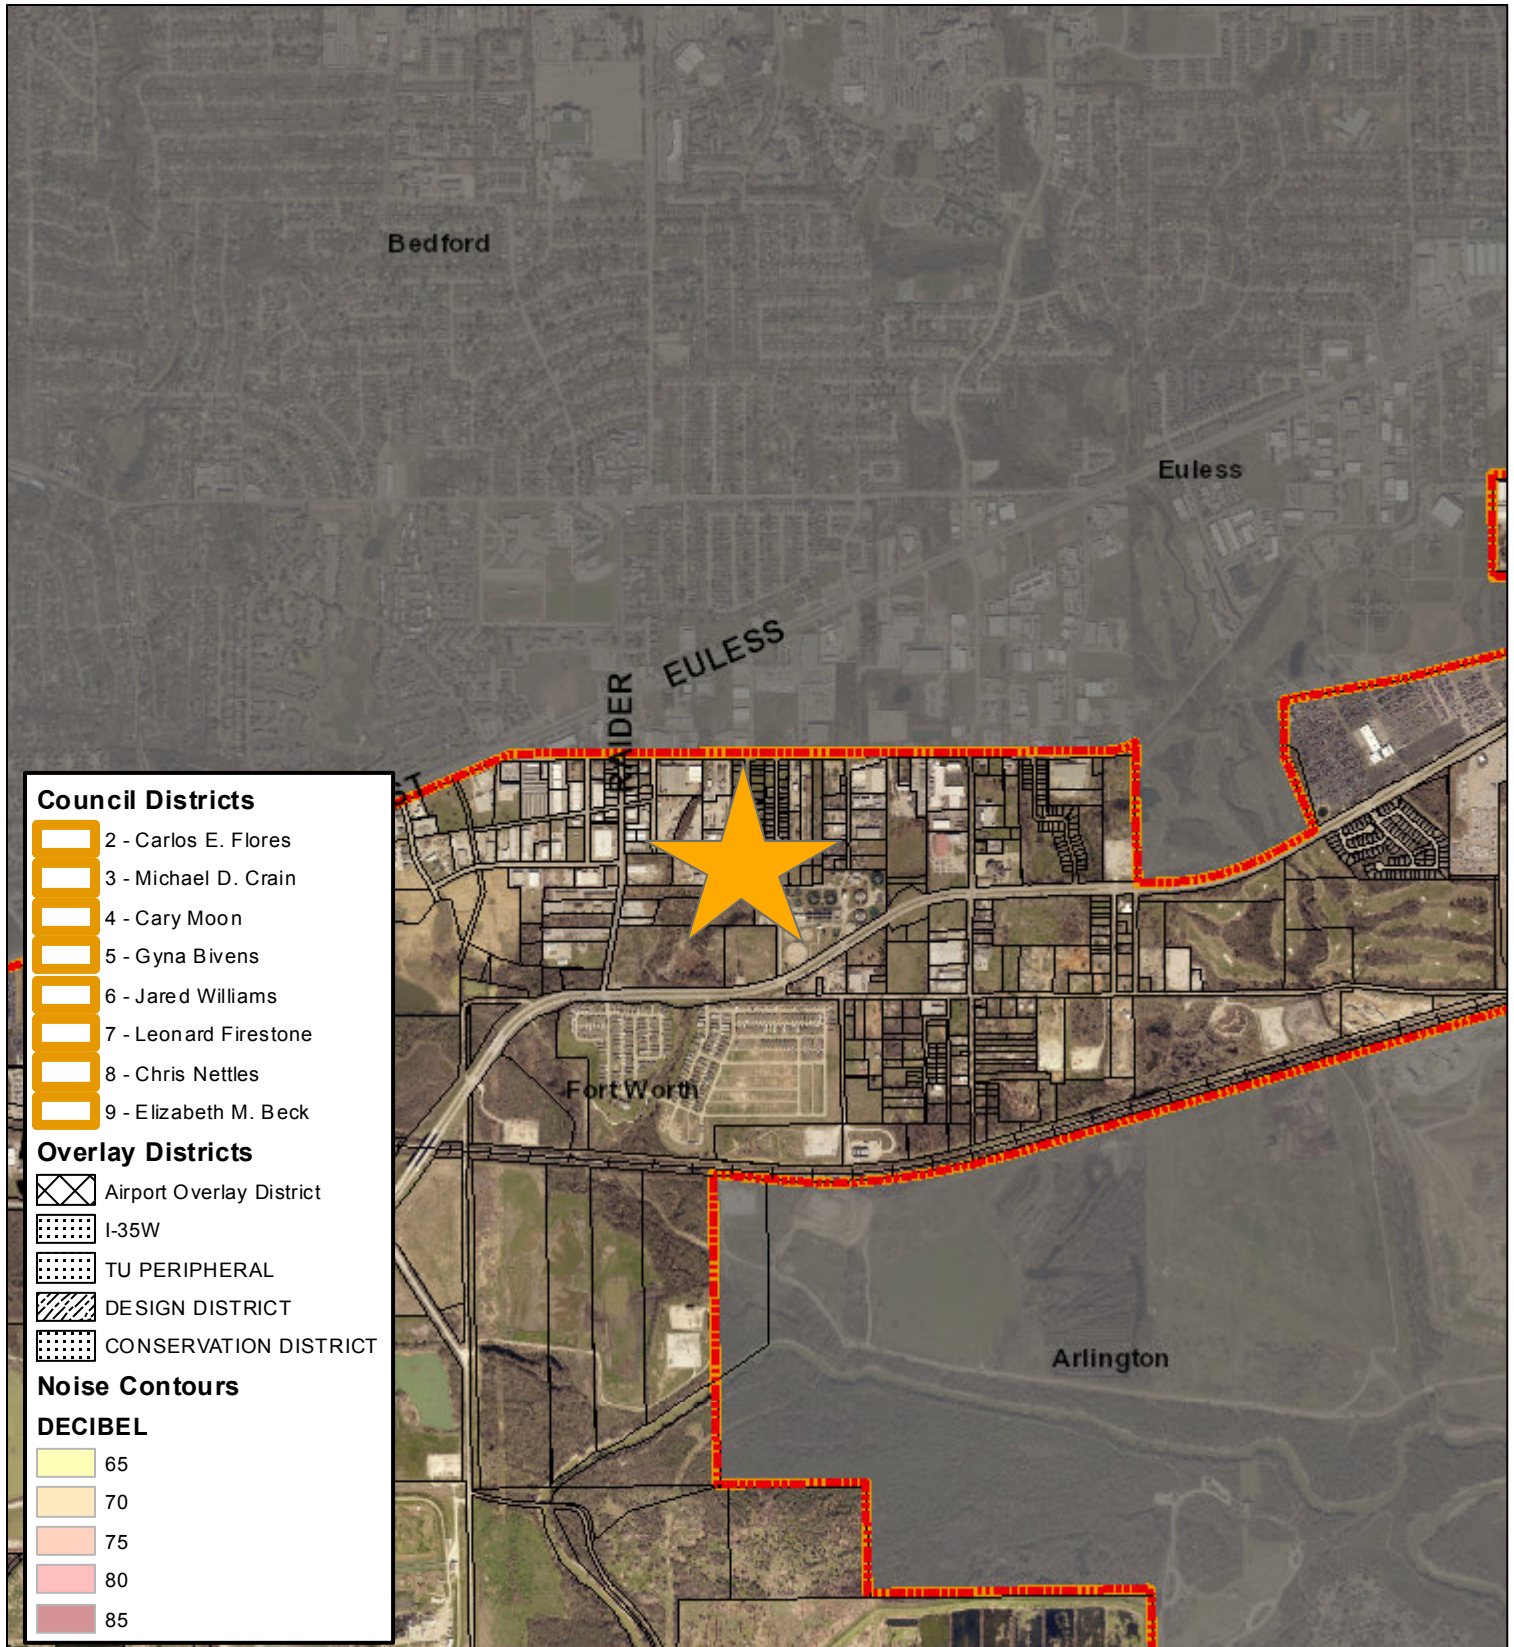 Bedford
Euless
EULESS
RAIDER
Council Districts
2 - Carlos E. Flores
3 - Michael D. Crain
4 - Cary Moon
5 - Gyna Bivens
6 - Jared Williams
7 - Leonard Firestone
8 - Chris Nettles
9 - Elizabeth M. Beck
Overlay Districts
Airport Overlay District
I-35W
TU PERIPHERAL
DESIGN DISTRICT
CONSERVATION DISTRICT
Noise Contours
DECIBEL
65
70
75
80
85
Fort Worth
Arlington